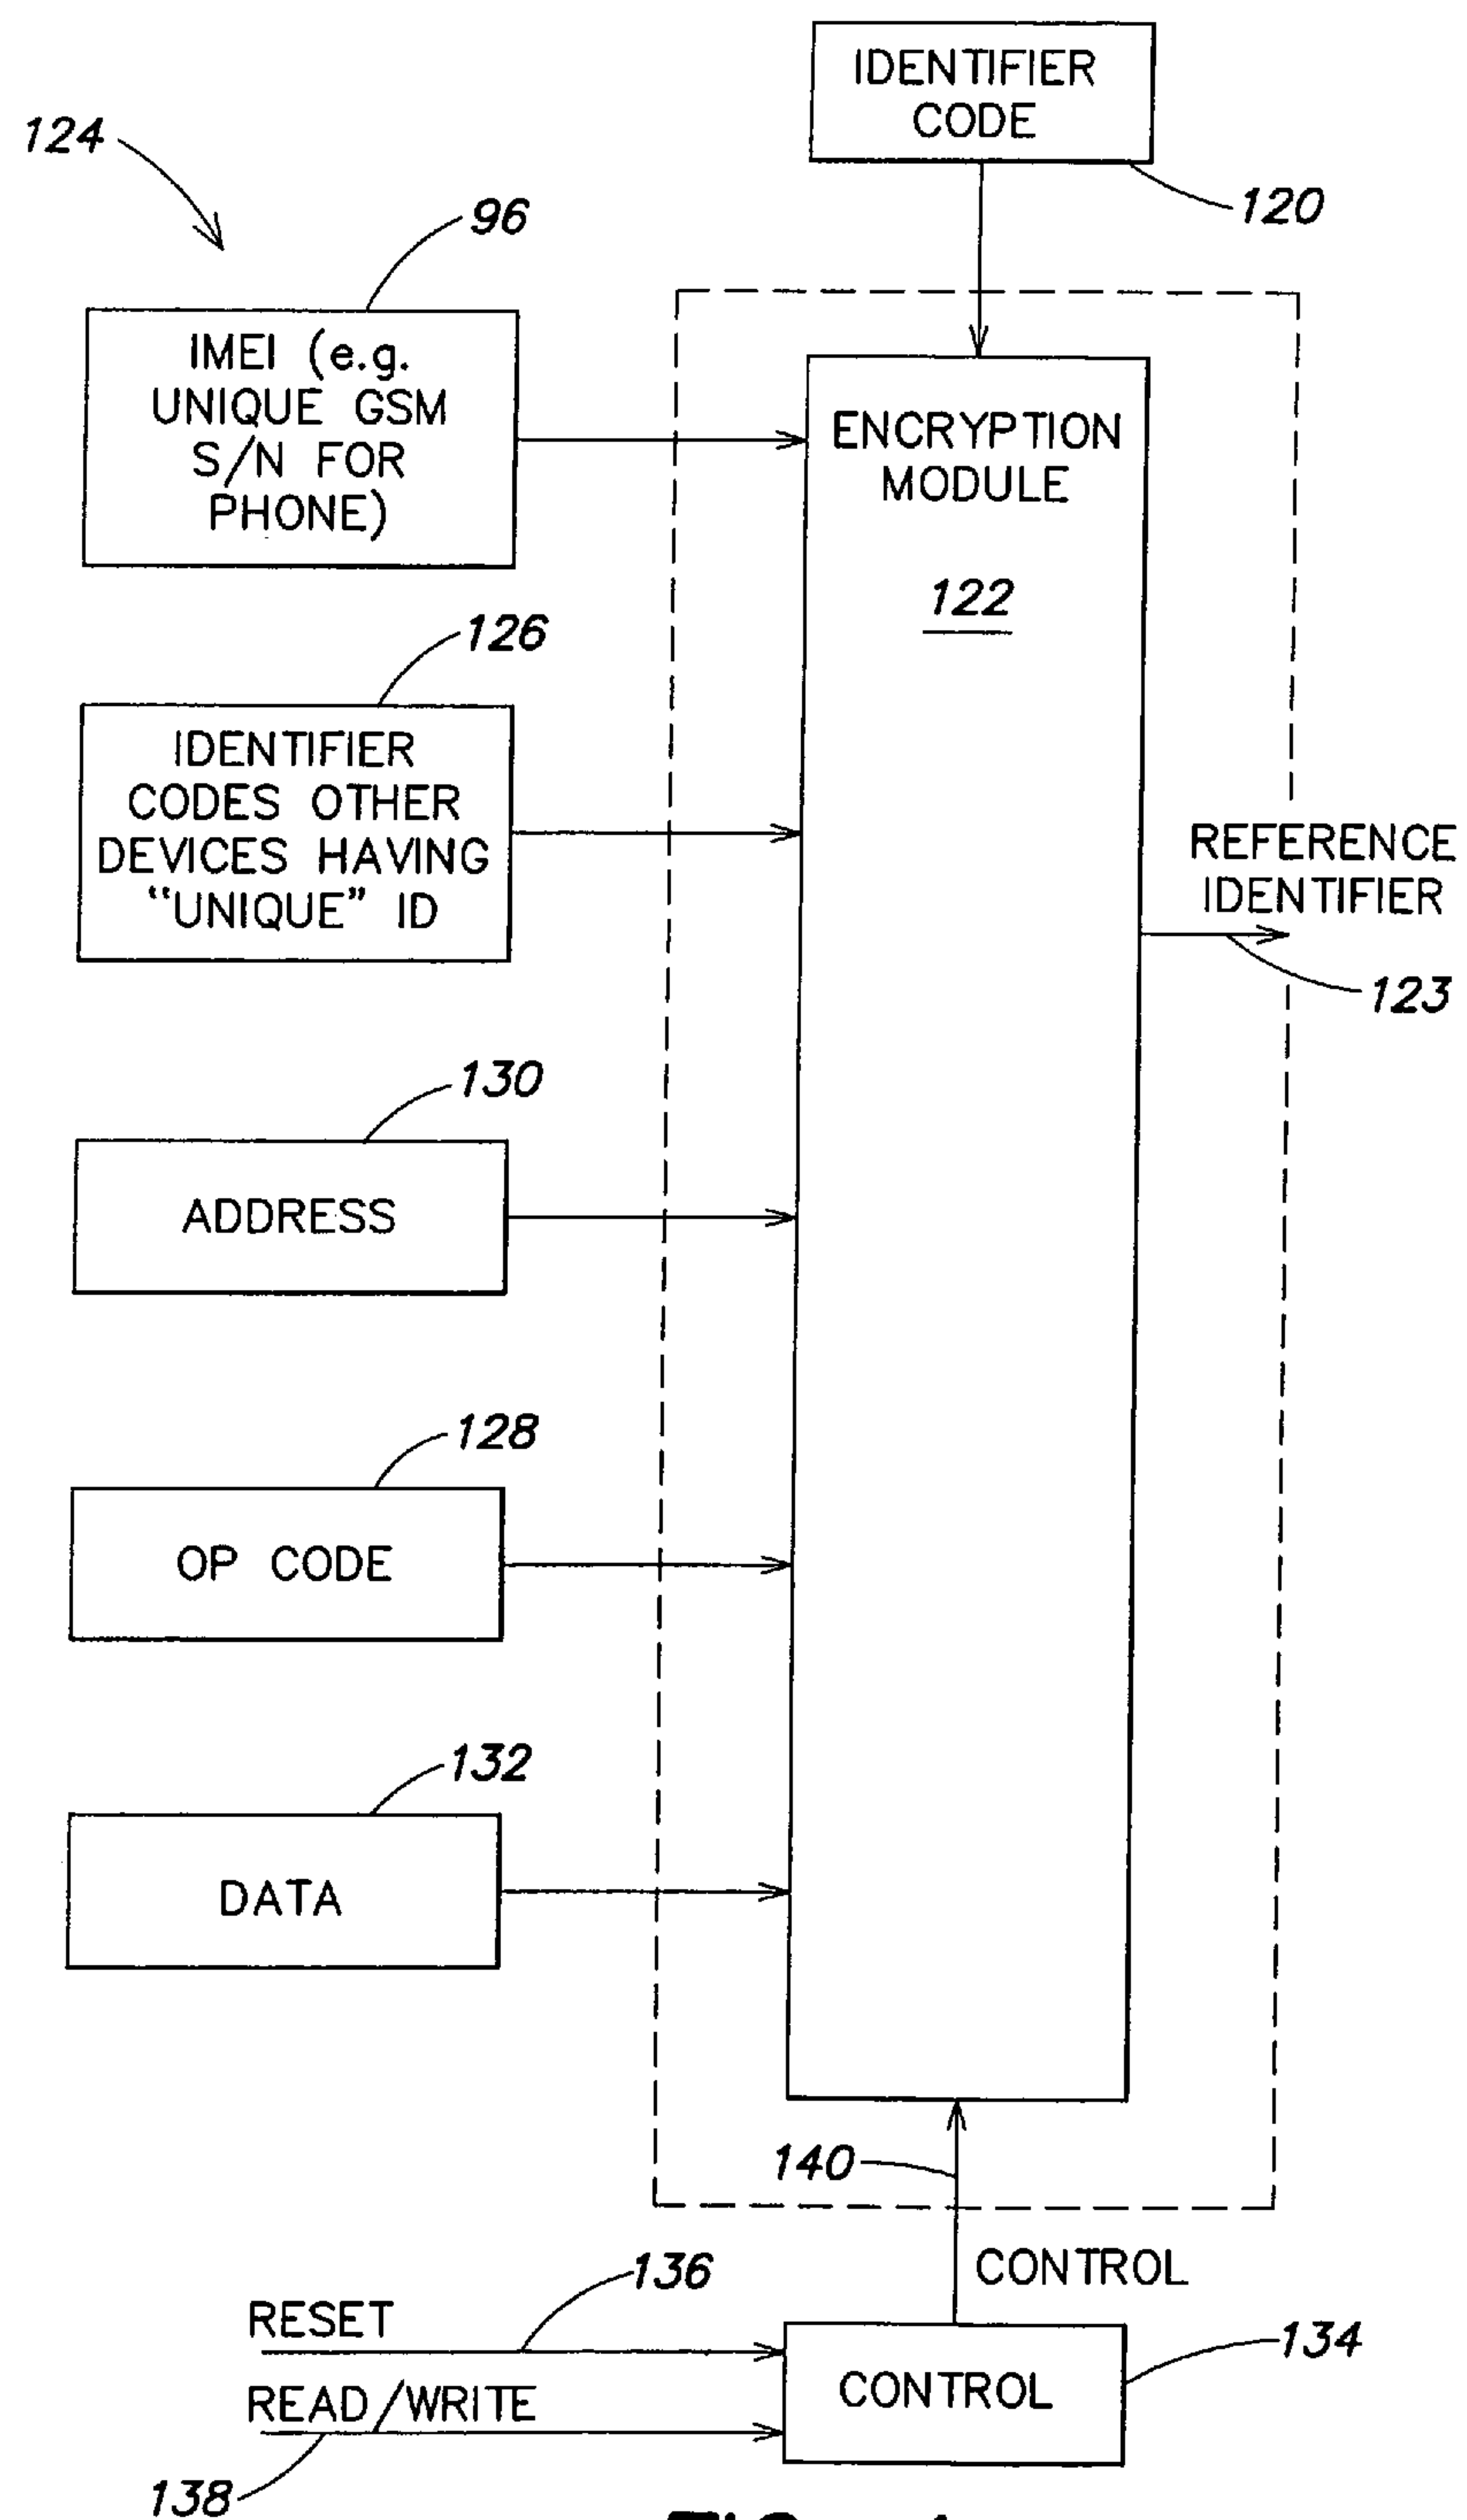 IDENTIFIER
CODE
124
120
96
IMEI (e.g.
UNIQUE GSM
S/N FOR
PHONE)
ENCRYPTION
MODULE
122
126
IDENTIFIER
CODES OTHER
DEVICES HAVING
“UNIQUE” ID
REFERENCE
IDENTIFIER
123
130
ADDRESS
128
OP CODE
132
DATA
140
CONTROL
136
RESET
134
CONTROL
READ/WRITE
138